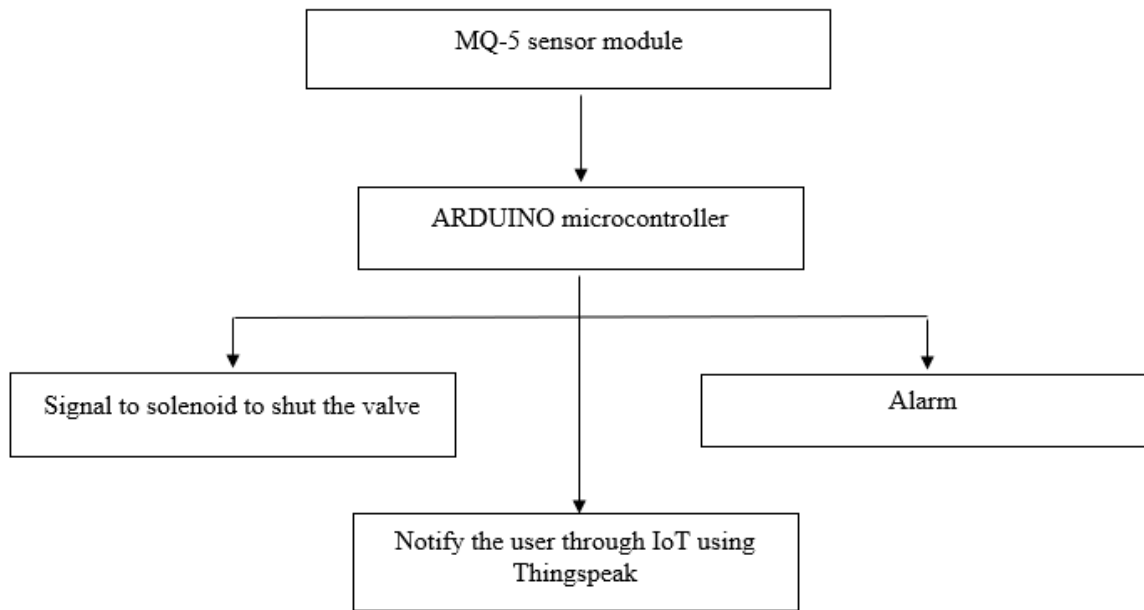 MQ-5 sensor module
ARDUINO microcontroller
Signal to solenoid to shut the valve
Alarm
Notify the user through IoT using
Thingspeak